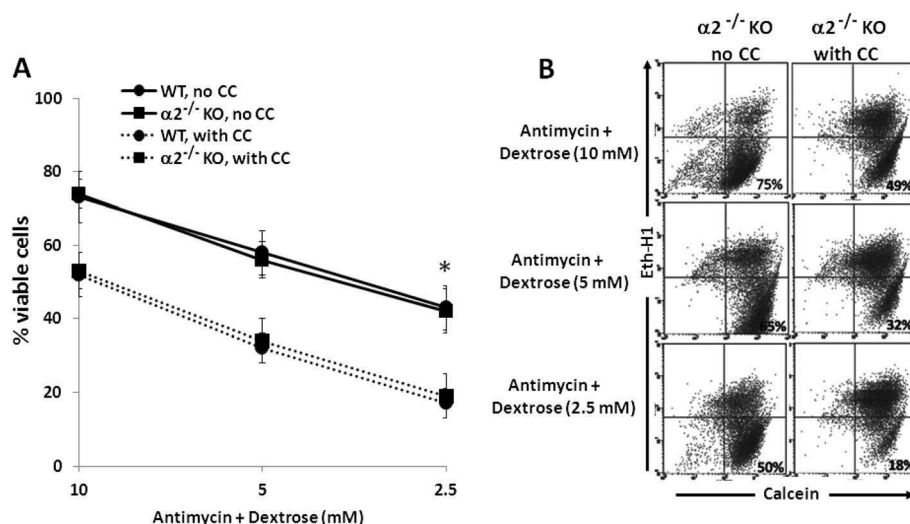 A
WT, no CC
α2⁻/⁻ KO, no CC
WT, with CC
α2⁻/⁻ KO, with CC
% viable cells
100
80
60
40
20
0
*
10
5
2.5
Antimycin + Dextrose (mM)
B
α2⁻/⁻ KO
no CC
α2⁻/⁻ KO
with CC
Antimycin +
Dextrose (10 mM)
75%
49%
Antimycin +
Dextrose (5 mM)
65%
32%
Antimycin +
Dextrose (2.5 mM)
50%
18%
Eth-H1
Calcein